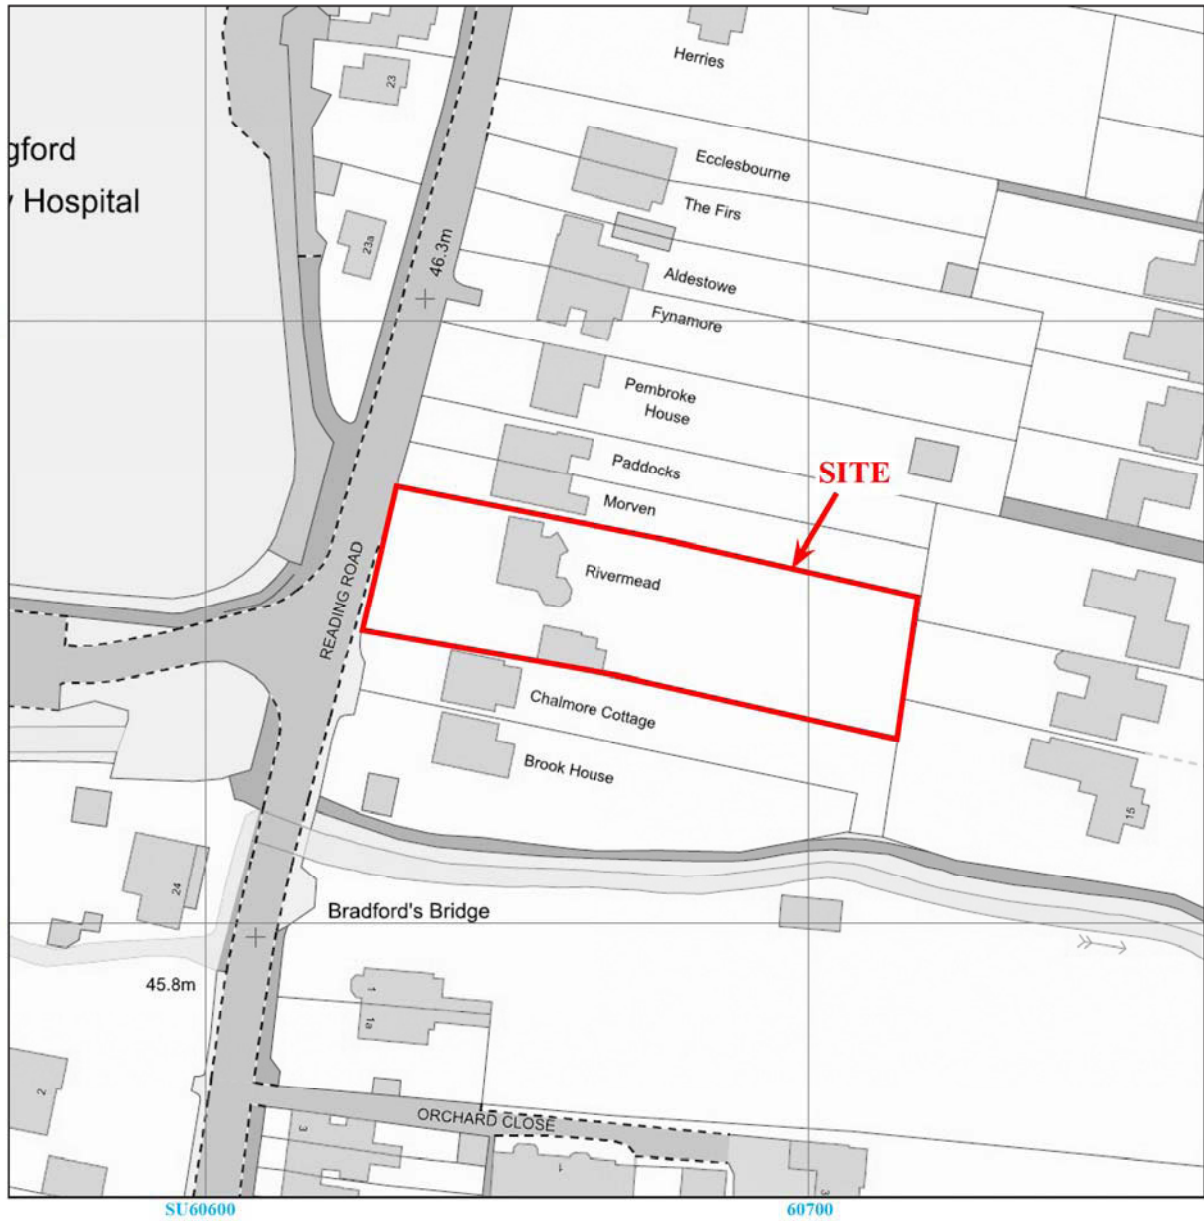 Herries
23
gford
Hospital
Ecclesbourne
The Firs
23a
46.3m
Aldestowe
Fynamore
Pembroke
House
Paddocks
SITE
Morven
READING ROAD
Rivermead
Chalmore Cottage
Brook House
15
24
Bradford's Bridge
45.8m
1
1a
2
ORCHARD CLOSE
3
1
3
SU60600
60700